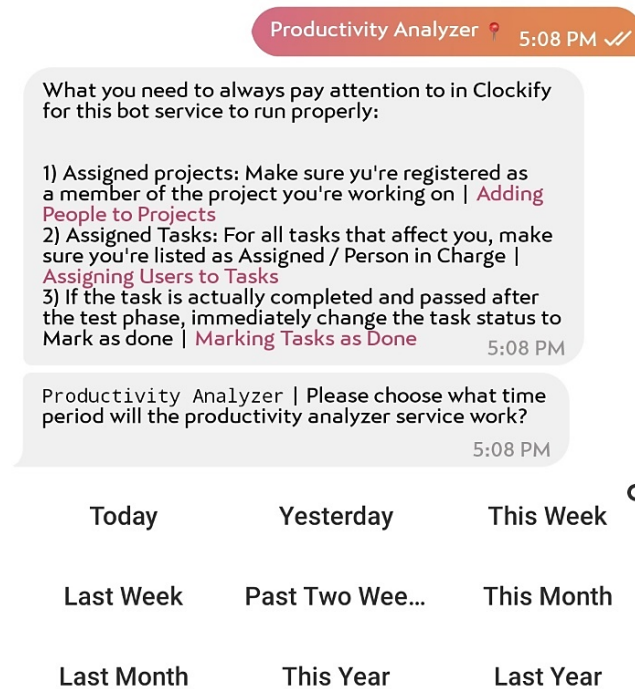 Productivity Analyzer 📍 5:08 PM
What you need to always pay attention to in Clockify
for this bot service to run properly:
1) Assigned projects: Make sure yu're registered as
a member of the project you're working on | Adding
People to Projects
2) Assigned Tasks: For all tasks that affect you, make
sure you're listed as Assigned / Person in Charge |
Assigning Users to Tasks
3) If the task is actually completed and passed after
the test phase, immediately change the task status to
Mark as done | Marking Tasks as Done
5:08 PM
Productivity Analyzer | Please choose what time
period will the productivity analyzer service work?
5:08 PM
Today Yesterday This Week
Last Week Past Two Wee... This Month
Last Month This Year Last Year